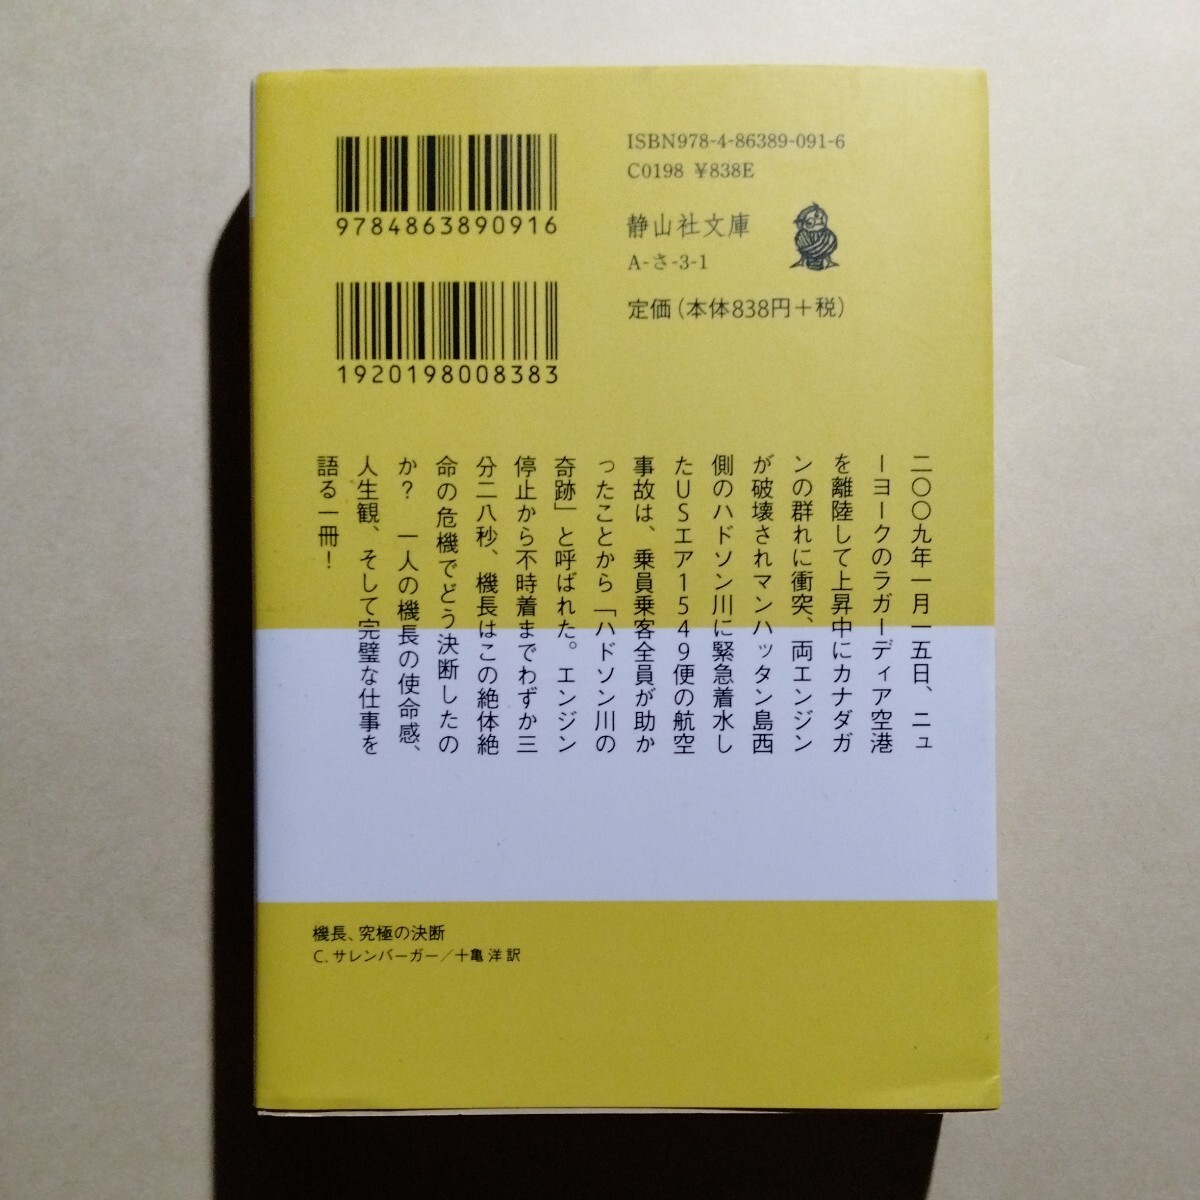 9784863890916
1920198008383
ISBN978-4-86389-091-6
C0198 ¥838E
静山社文庫
A-さ-3-1
定価(本体838円+税)
二〇〇九年一月一五日、ニュ
ーヨークのラガーディア空港
を離陸して上昇中にカナダガ
ンの群れに衝突、両エンジン
が破壊されマンハッタン島西
側のハドソン川に緊急着水し
たUSエア1549便の航空
事故は、乗員乗客全員が助か
ったことから「ハドソン川の
奇跡」と呼ばれた。エンジン
停止から不時着までわずか三
分二八秒、機長はこの絶体絶
命の危機でどう決断したの
か? 一人の機長の使命感、
人生観、そして完璧な仕事を
語る一冊!
機長、究極の決断
C.サレンバーガー/十亀 洋 訳